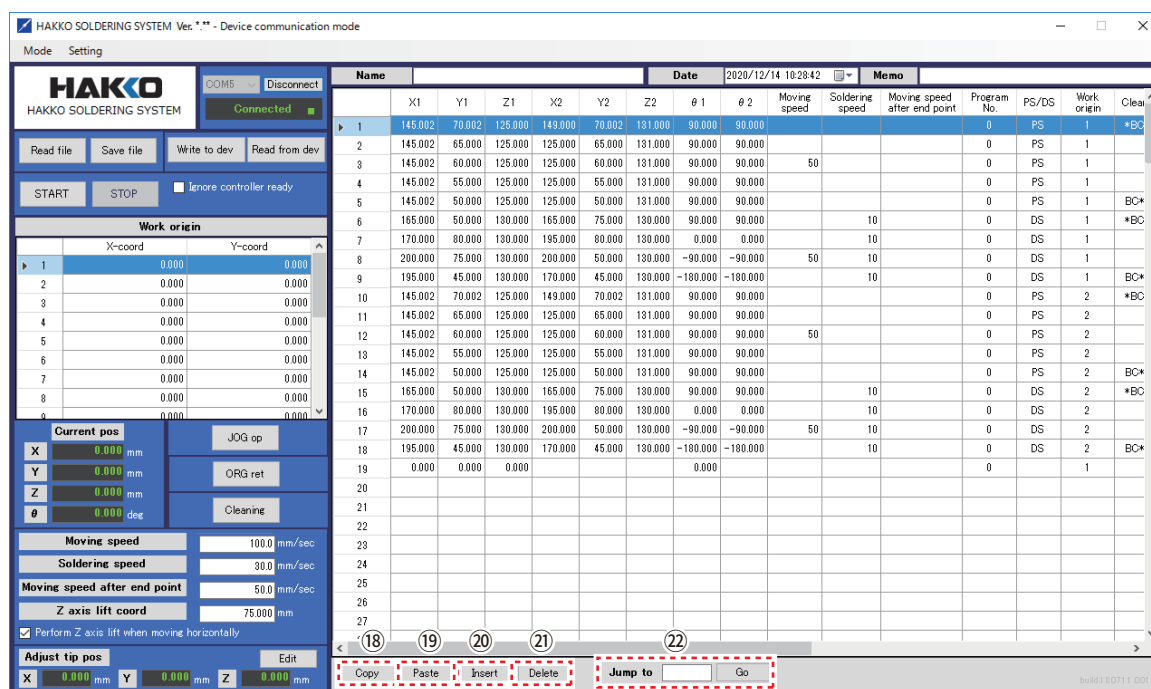 HAKKO SOLDERING SYSTEM Ver. *.** - Device communication mode
Mode Setting
HAKKO
HAKKO SOLDERING SYSTEM
COM5 Disconnect
Connected
Read file Save file Write to dev Read from dev
START STOP Ignore controller ready
Work origin
X-coord Y-coord
1 0.000 0.000
2 0.000 0.000
3 0.000 0.000
4 0.000 0.000
5 0.000 0.000
6 0.000 0.000
7 0.000 0.000
8 0.000 0.000
9 0.000 0.000
Current pos
X 0.000 mm
Y 0.000 mm
Z 0.000 mm
θ 0.000 deg
JOG op
ORG ret
Cleaning
Moving speed 100.0 mm/sec
Soldering speed 30.0 mm/sec
Moving speed after end point 50.0 mm/sec
Z axis lift coord 75.000 mm
Perform Z axis lift when moving horizontally
Adjust tip pos Edit
X 0.000 mm Y 0.000 mm Z 0.000 mm
Name Date 2020/12/14 10:28:42 Memo
X1 Y1 Z1 X2 Y2 Z2 θ 1 θ 2 Moving speed Soldering speed Moving speed after end point Program No. PS/DS Work origin Clea
1 145.002 70.002 125.000 149.000 70.002 131.000 90.000 90.000 0 PS 1 *BC
2 145.002 65.000 125.000 125.000 65.000 131.000 90.000 90.000 0 PS 1
3 145.002 60.000 125.000 125.000 60.000 131.000 90.000 90.000 50 0 PS 1
4 145.002 55.000 125.000 125.000 55.000 131.000 90.000 90.000 0 PS 1
5 145.002 50.000 125.000 125.000 50.000 131.000 90.000 90.000 0 PS 1 BC*
6 165.000 50.000 130.000 165.000 75.000 130.000 90.000 90.000 10 0 DS 1 *BC
7 170.000 80.000 130.000 195.000 80.000 130.000 0.000 0.000 10 0 DS 1
8 200.000 75.000 130.000 200.000 50.000 130.000 -90.000 -90.000 50 10 0 DS 1
9 195.000 45.000 130.000 170.000 45.000 130.000 -180.000 -180.000 10 0 DS 1 BC*
10 145.002 70.002 125.000 149.000 70.002 131.000 90.000 90.000 0 PS 2 *BC
11 145.002 65.000 125.000 125.000 65.000 131.000 90.000 90.000 0 PS 2
12 145.002 60.000 125.000 125.000 60.000 131.000 90.000 90.000 50 0 PS 2
13 145.002 55.000 125.000 125.000 55.000 131.000 90.000 90.000 0 PS 2
14 145.002 50.000 125.000 125.000 50.000 131.000 90.000 90.000 0 PS 2 BC*
15 165.000 50.000 130.000 165.000 75.000 130.000 90.000 90.000 10 0 DS 2 *BC
16 170.000 80.000 130.000 195.000 80.000 130.000 0.000 0.000 10 0 DS 2
17 200.000 75.000 130.000 200.000 50.000 130.000 -90.000 -90.000 50 10 0 DS 2
18 195.000 45.000 130.000 170.000 45.000 130.000 -180.000 -180.000 10 0 DS 2 BC*
19 0.000 0.000 0.000 0.000 0 1
20
21
22
23
24
25
26
27
⑱ ⑲ ⑳ ㉑ ㉒
Copy Paste Insert Delete Jump to Go